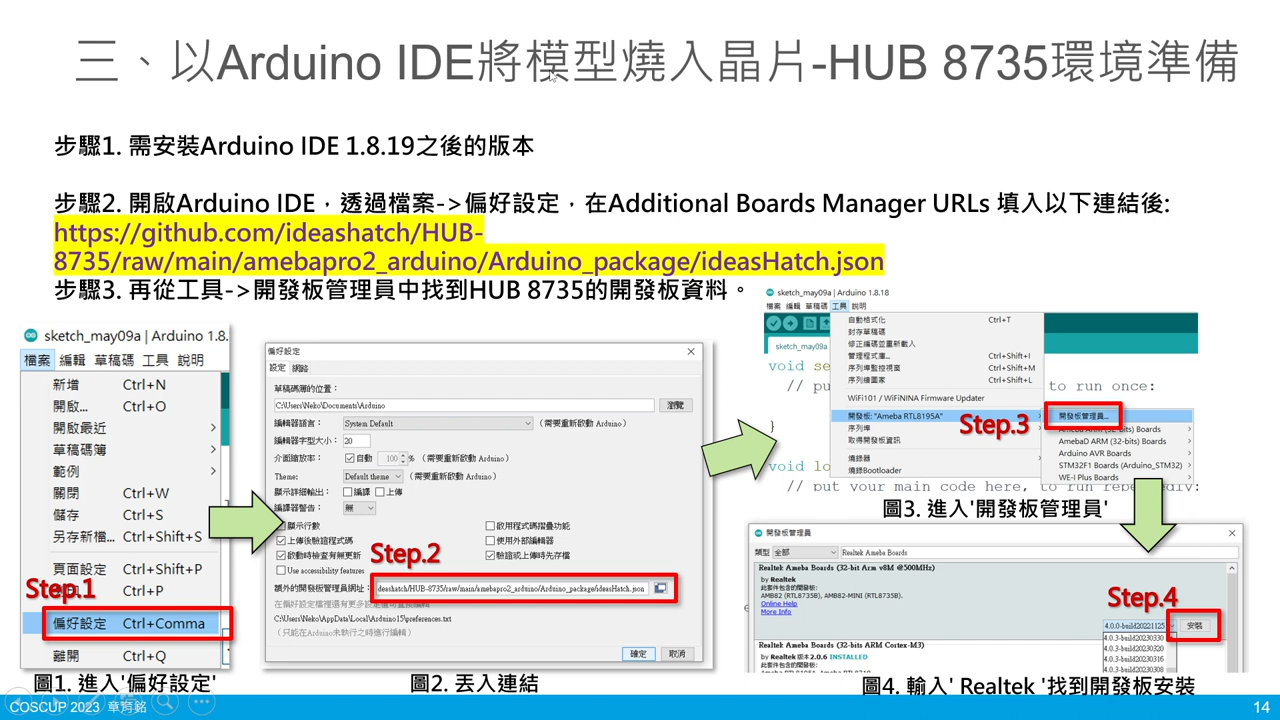 三、以Arduino IDE將模型燒入晶片-HUB 8735環境準備
步驟1. 需安裝Arduino IDE 1.8.19之後的版本
步驟2. 開啟Arduino IDE，透過檔案->偏好設定，在Additional Boards Manager URLs 填入以下連結後:
https://github.com/ideashatch/HUB-
8735/raw/main/amebapro2_arduino/Arduino_package/ideasHatch.json
步驟3. 再從工具->開發板管理員中找到HUB 8735的開發板資料。
sketch_may09a | Arduino 1.8.
檔案 編輯 草稿碼 工具 說明
新增 Ctrl+N
開啟... Ctrl+O
開啟最近
草稿碼簿
範例
關閉 Ctrl+W
儲存 Ctrl+S
另存新檔... Ctrl+Shift+S
頁面設定 Ctrl+Shift+P
Step.1
Ctrl+P
偏好設定 Ctrl+Comma
離開 Ctrl+Q
圖1. 進入'偏好設定'
偏好設定
設定 網路
草稿碼簿的位置：
C:\Users\Neko\Documents\Arduino 瀏覽
編輯器語言： System Default （需要重新啟動 Arduino）
編輯器字型大小： 20
介面縮放率： 自動 100 % （需要重新啟動 Arduino）
Theme: Default theme （需要重新啟動 Arduino）
顯示詳細輸出： 編譯 上傳
編譯器警告： 無
顯示行數 啟用程式碼摺疊功能
上傳後驗證程式碼 使用外部編輯器
啟動時檢查有無更新 驗證或上傳時先存檔
Use accessibility features
Step.2
額外的開發板管理員網址： deashatch/HUB-8735/raw/main/amebapro2_arduino/Arduino_package/ideasHatch.json
在偏好設定檔裡還有更多設定值可直接編輯
C:\Users\Neko\AppData\Local\Arduino15\preferences.txt
（只能在Arduino未執行之時進行編輯）
確定 取消
圖2. 丟入連結
sketch_may09a | Arduino 1.8.18
檔案 編輯 草稿碼 工具 說明
自動格式化 Ctrl+T
封存草稿碼
修正編碼並重新載入
管理程式庫... Ctrl+Shift+I
序列埠監控視窗 Ctrl+Shift+M
序列繪圖家 Ctrl+Shift+L
WiFi101 / WiFiNINA Firmware Updater
開發板: "Ameba RTL8195A"
序列埠
取得開發板資訊
燒錄器
燒錄Bootloader
sketch_may09a
void se
// pu
to run once:
}
void lo
// put your main code here, to run repeatedly:
Step.3
開發板管理員...
Ameba ARM (32-bits) Boards
AmebaD ARM (32-bits) Boards
Arduino AVR Boards
STM32F1 Boards (Arduino_STM32)
WE-I Plus Boards
圖3. 進入'開發板管理員'
開發板管理員
類型 全部 Realtek Ameba Boards
Realtek Ameba Boards (32-bit Arm v8M @500MHz)
by Realtek
此套件包含的開發板:
AMB82 (RTL8735B), AMB82-MINI (RTL8735B).
Online Help
More Info
Step.4
4.0.0-build20221125 安裝
4.0.3-build20230330
4.0.3-build20230320
4.0.3-build20230316
4.0.3-build20230308
Realtek Ameba Boards (32-bits ARM Cortex-M3)
by Realtek 版本2.0.6 INSTALLED
此套件包含的開發板:
圖4. 輸入' Realtek '找到開發板安裝
COSCUP 2023 章育銘
14